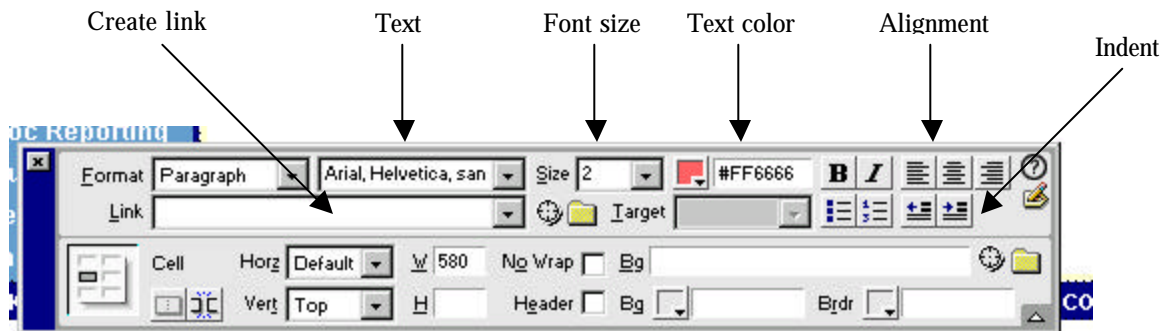 Create link Text Font size Text color Alignment
Indent
oc Reporting
Format Paragraph Arial, Helvetica, san Size 2 #FF6666 B I
Link Target
Cell Horz Default W 580 No Wrap Bg
Vert Top H Header Bg Brdr
co